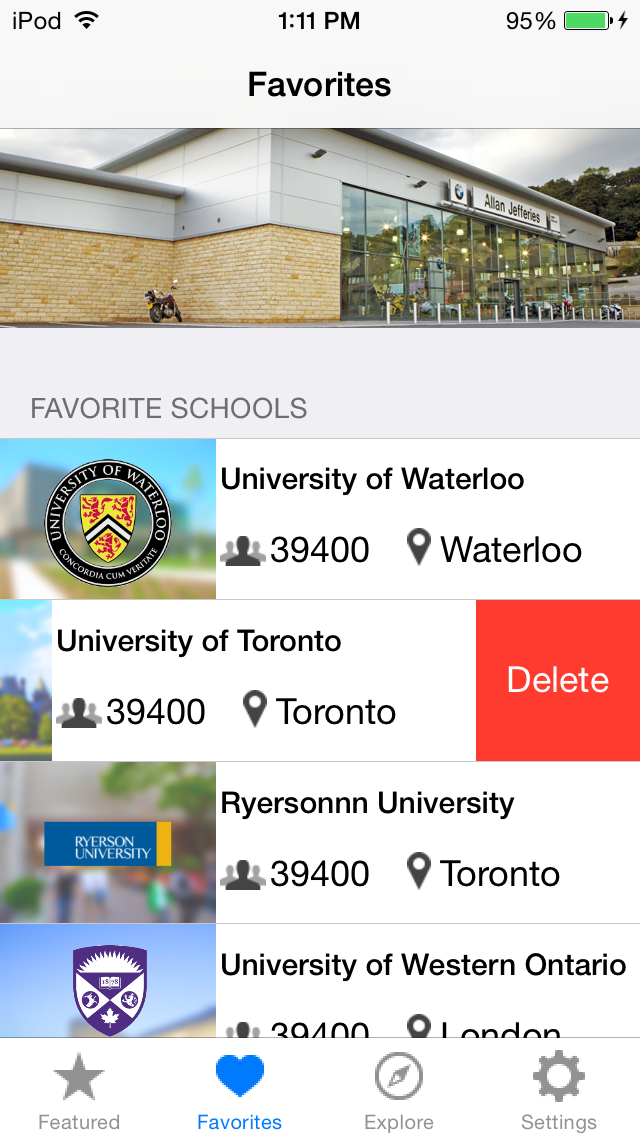 iPod 1:11 PM 95%
Favorites
Allan Jefferies
FAVORITE SCHOOLS
UNIVERSITY OF WATERLOO
CONCORDIA CUM VERITATE
University of Waterloo
39400 Waterloo
University of Toronto
39400 Toronto
Delete
RYERSON
UNIVERSITY
Ryersonnn University
39400 Toronto
1878
University of Western Ontario
39400 London
Featured Favorites Explore Settings